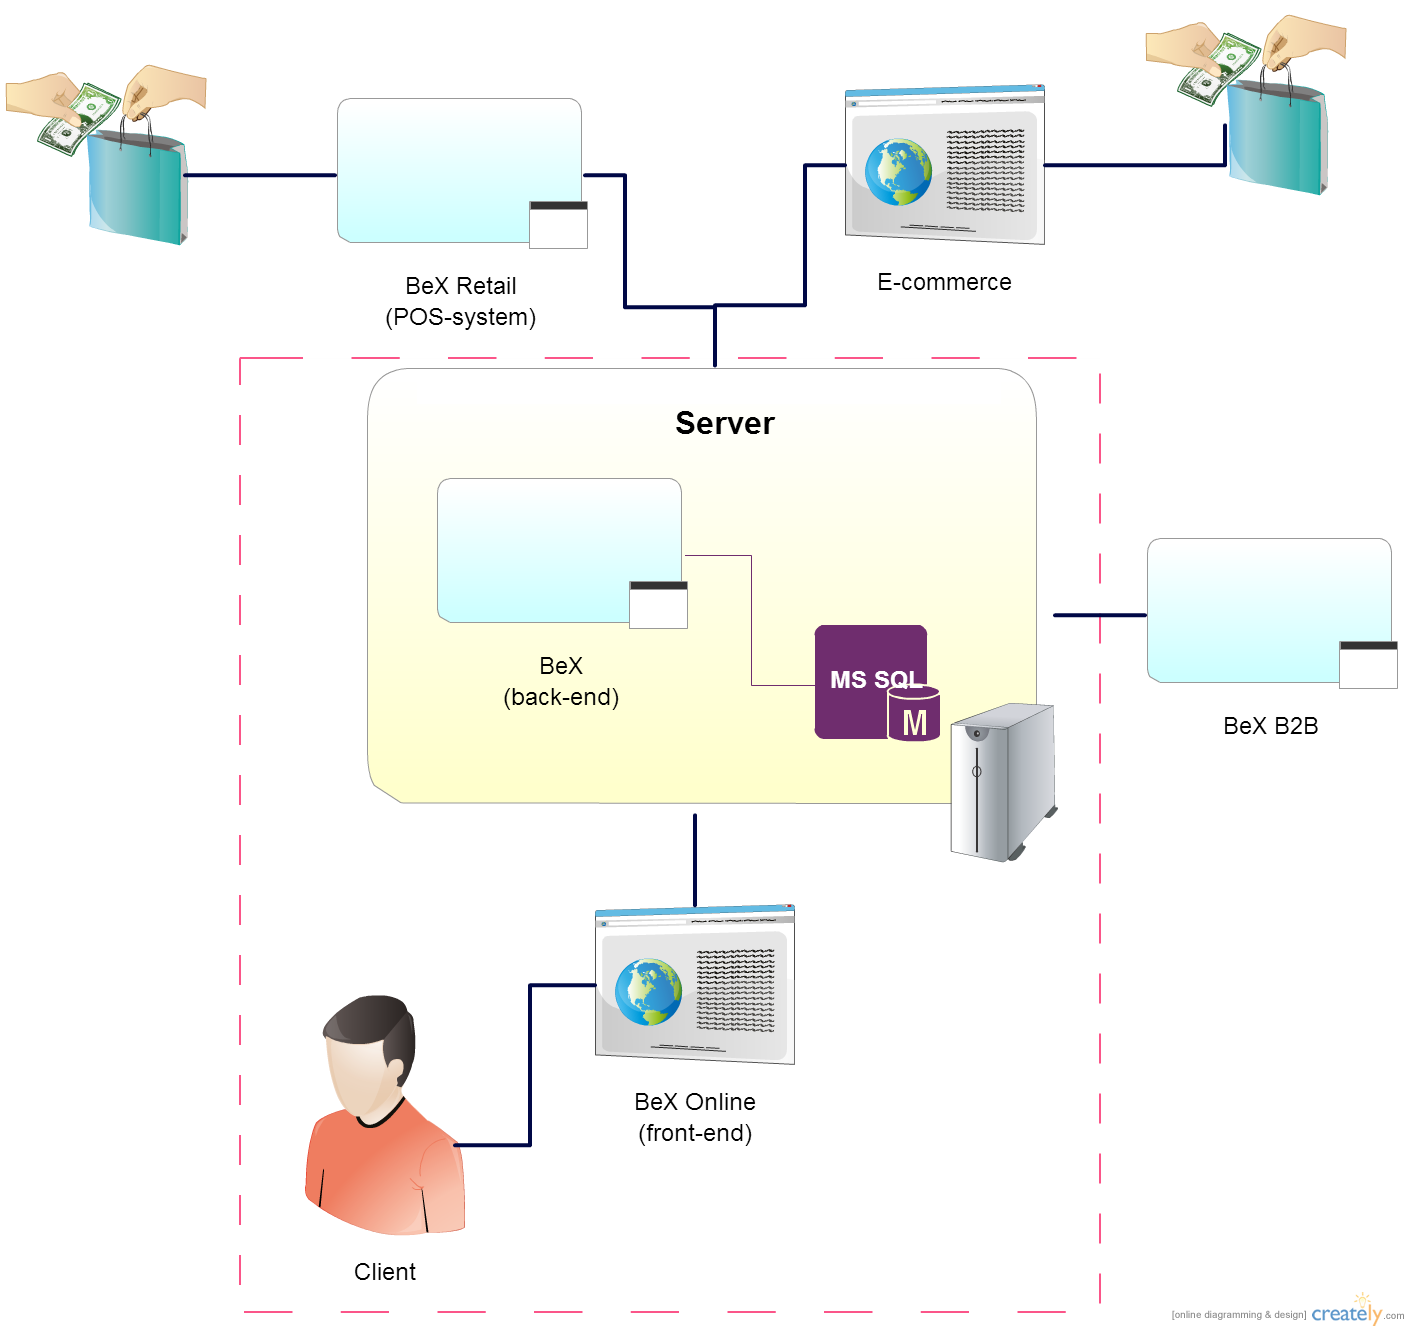 BeX Retail
(POS-system)
E-commerce
Server
BeX
(back-end)
MS SQL
M
BeX B2B
BeX Online
(front-end)
Client
[online diagramming & design] creately.com